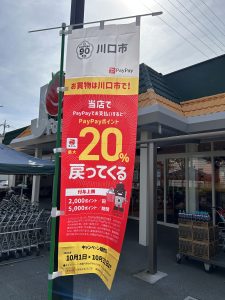 90
川口市
PayPay
お買物は川口市で!
当店で
PayPayでお支払いすると
PayPayポイント
最大
20%
戻ってくる
付与上限
2,000ポイント/回
5,000ポイント/期間
キャンペーン期間
10月1日